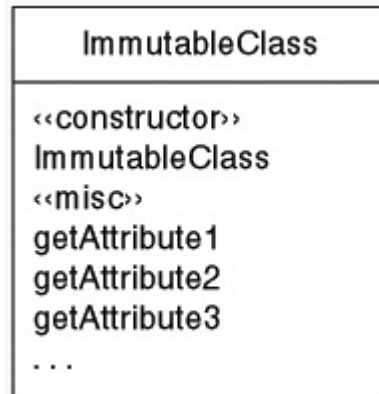 ImmutableClass
‹‹constructor››
ImmutableClass
‹‹misc››
getAttribute1
getAttribute2
getAttribute3
. . .